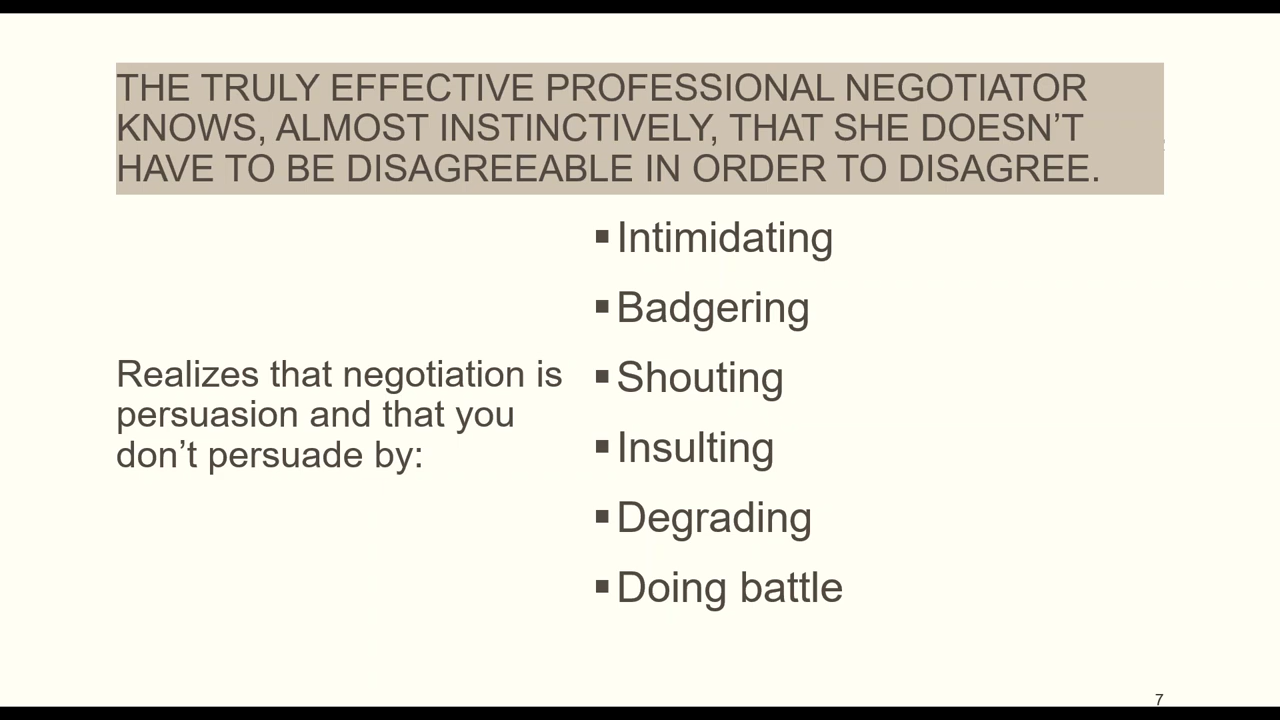 THE TRULY EFFECTIVE PROFESSIONAL NEGOTIATOR
KNOWS, ALMOST INSTINCTIVELY, THAT SHE DOESN’T
HAVE TO BE DISAGREEABLE IN ORDER TO DISAGREE.
Realizes that negotiation is
persuasion and that you
don’t persuade by:
▪ Intimidating
▪ Badgering
▪ Shouting
▪ Insulting
▪ Degrading
▪ Doing battle
7